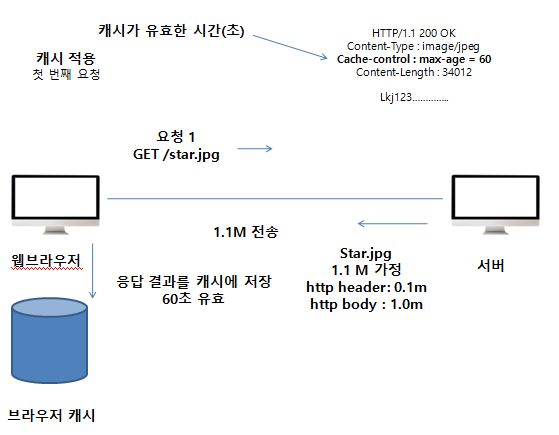 캐시가 유효한 시간(초)
캐시 적용
첫 번째 요청
HTTP/1.1 200 OK
Content-Type : image/jpeg
Cache-control : max-age = 60
Content-Length : 34012
Lkj123.............
요청 1
GET /star.jpg
1.1M 전송
웹브라우저
서버
Star.jpg
1.1 M 가정
http header: 0.1m
http body : 1.0m
응답 결과를 캐시에 저장
60초 유효
브라우저 캐시